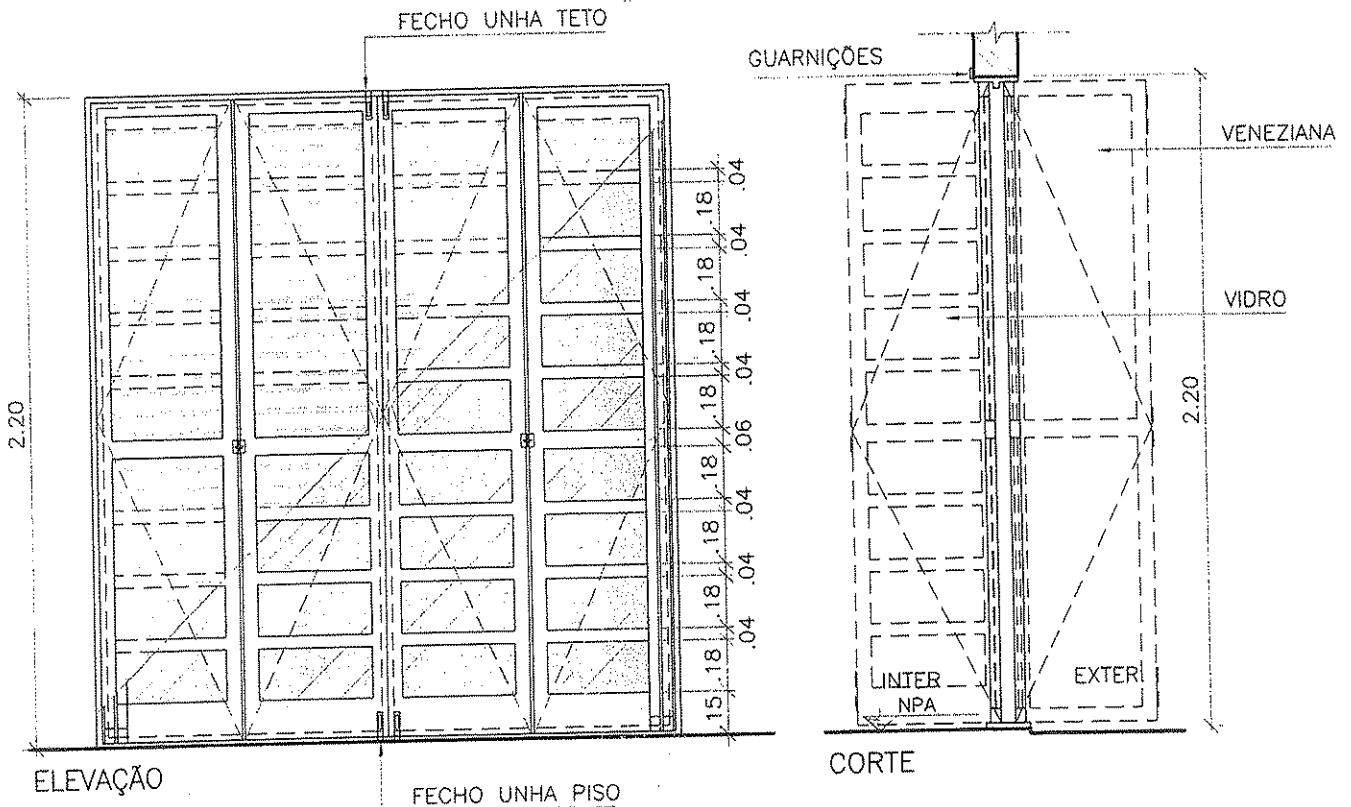 FECHO UNHA TETO
GUARNIÇÕES
VENEZIANA
VIDRO
2.20
.04
.18
.04
.18
.04
.18
.04
.18
.06
.18
.04
.18
.04
.18
.04
.18
.15
2.20
INTER
NPA
EXTER
ELEVAÇÃO
FECHO UNHA PISO
CORTE